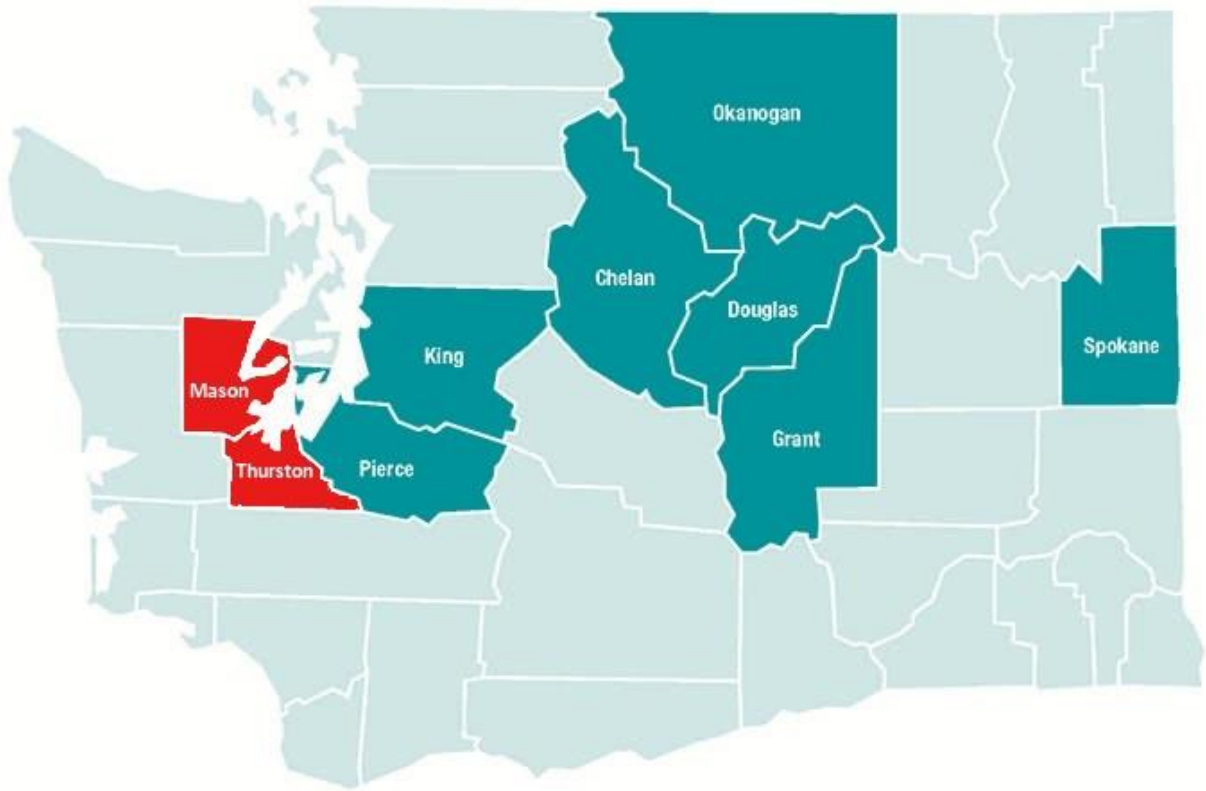 Okanogan
Chelan
Douglas
Spokane
King
Mason
Grant
Thurston
Pierce